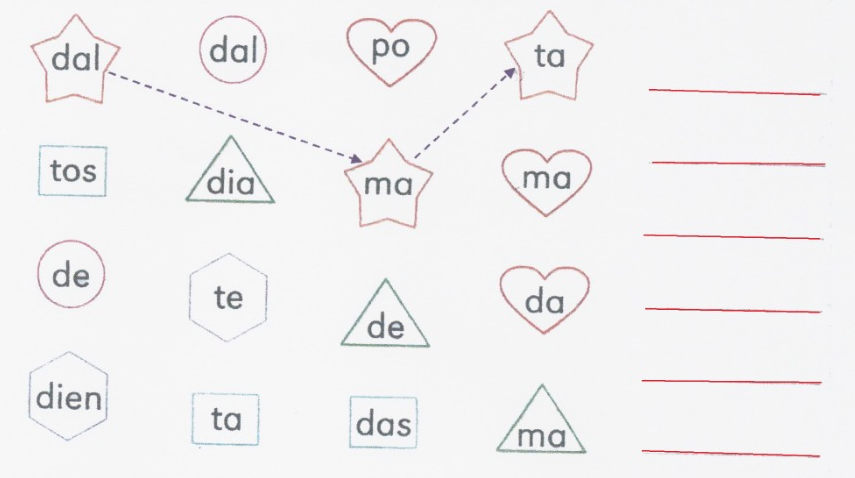 dal dal po ta
tos dia ma ma
de te de da
dien ta das ma